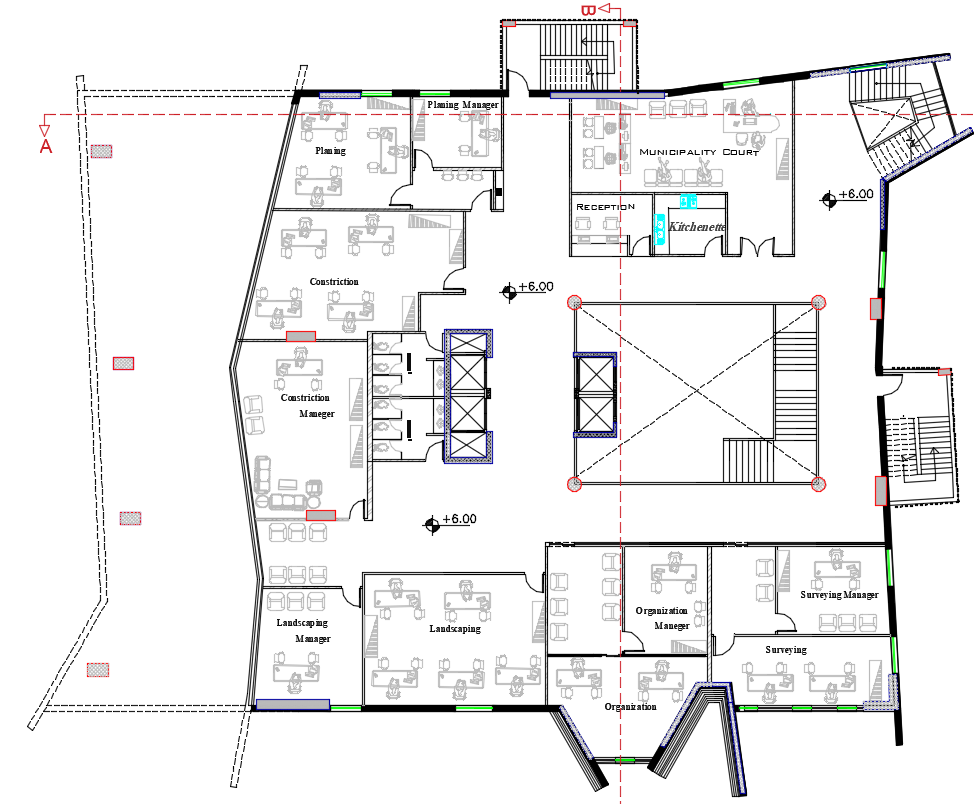 B
Planing Manager
A
Planing
Municipality Court
+6.00
Reception
Kitchenette
Constriction
+6.00
Constriction
Maneger
+6.00
Surveying Manager
Organization
Maneger
Landscaping
Manager
Landscaping
Surveying
Organization